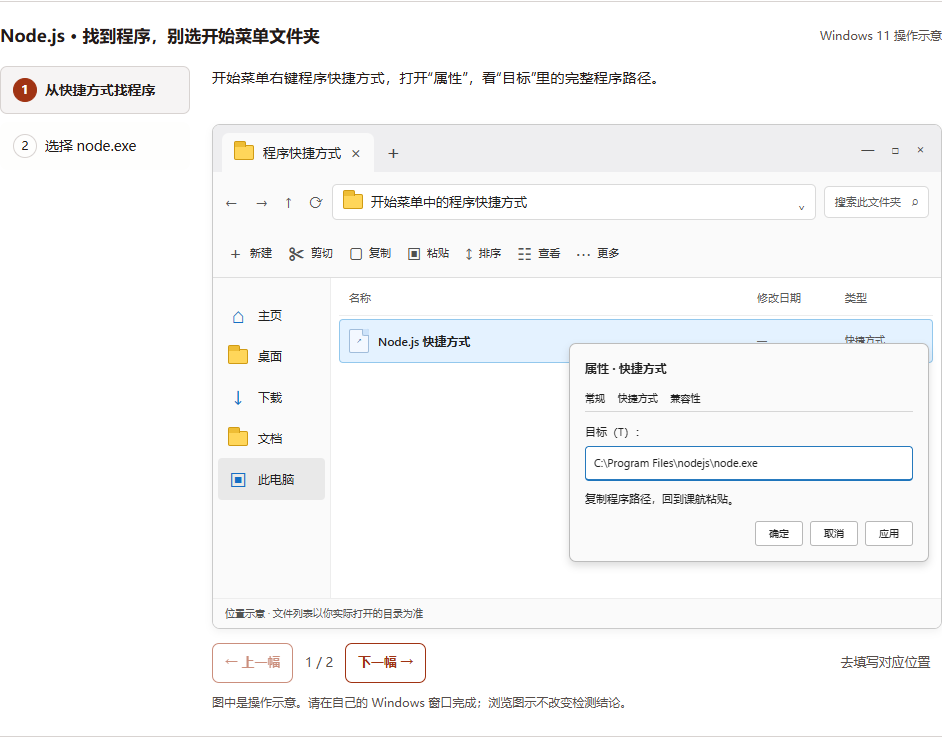 Node.js • 找到程序，别选开始菜单文件夹
Windows 11 操作示意
1 从快捷方式找程序
2 选择 node.exe
开始菜单右键程序快捷方式，打开“属性”，看“目标”里的完整程序路径。
程序快捷方式 × +
— □ ×
← → ↑ ⟳ 开始菜单中的程序快捷方式
搜索此文件夹
+ 新建 剪切 复制 粘贴 ↕ 排序 查看 … 更多
主页
桌面
下载
文档
此电脑
名称 修改日期 类型
Node.js 快捷方式 — 快捷方式
属性 · 快捷方式
常规 快捷方式 兼容性
目标（T）：
C:\Program Files\nodejs\node.exe
复制程序路径，回到课航粘贴。
确定 取消 应用
位置示意 · 文件列表以你实际打开的目录为准
← 上一幅 1 / 2 下一幅 →
去填写对应位置
图中是操作示意。请在自己的 Windows 窗口完成；浏览图示不改变检测结论。